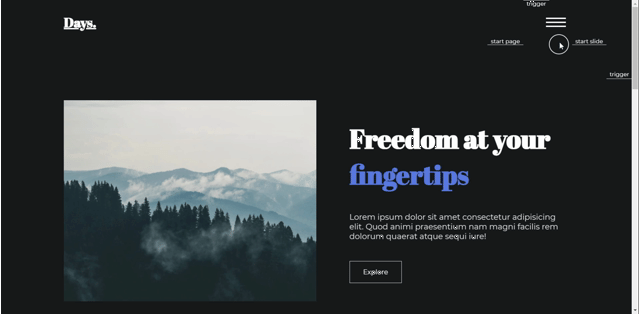 trigger
Days.
start page
start slide
trigger
Freedom at your
fingertips
Lorem ipsum dolor sit amet consectetur adipisicing
elit. Quod animi praesentium nam magni facilis rem
dolorum quaerat atque sequi iure!
Explore